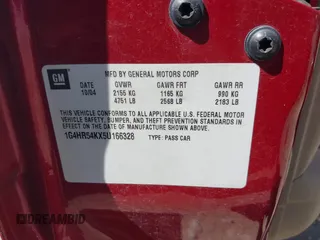 GM
MFD BY GENERAL MOTORS CORP
DATE GVWR GAWR FRT GAWR RR
10/04 2155 KG 1165 KG 990 KG
4751 LB 2568 LB 2183 LB
THIS VEHICLE CONFORMS TO ALL APPLICABLE U.S. FEDERAL MOTOR
VEHICLE SAFETY, BUMPER, AND THEFT PREVENTION STANDARDS IN
EFFECT ON THE DATE OF MANUFACTURE SHOWN ABOVE.
1G4HR54KX5U166328 TYPE: PASS CAR
DREAMBID